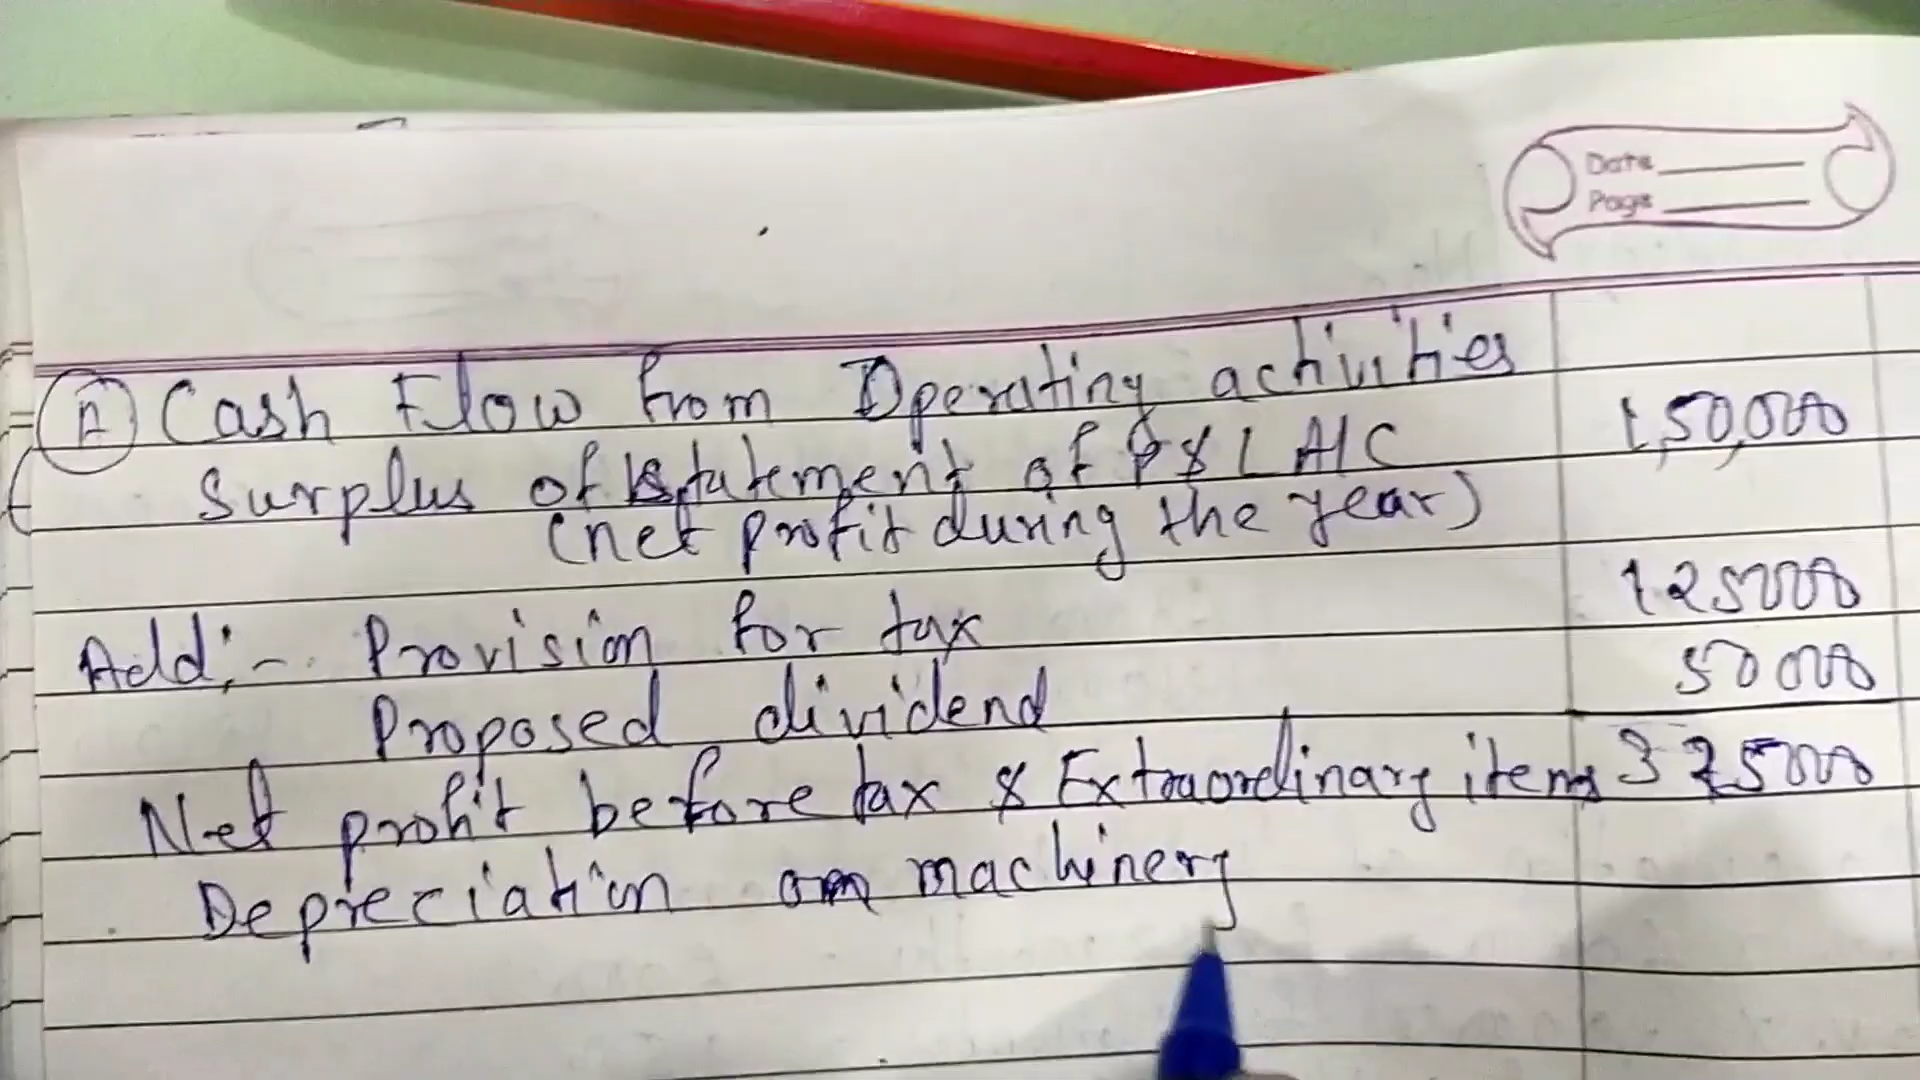 Date
Page
A Cash Flow from Operating activities
Surplus of statement of P & L A/C 1,50,000
(net profit during the year)
Add:- Provision for tax 125000
Proposed dividend 50000
Net profit before tax & Extraordinary items 325000
Depreciation on machinery